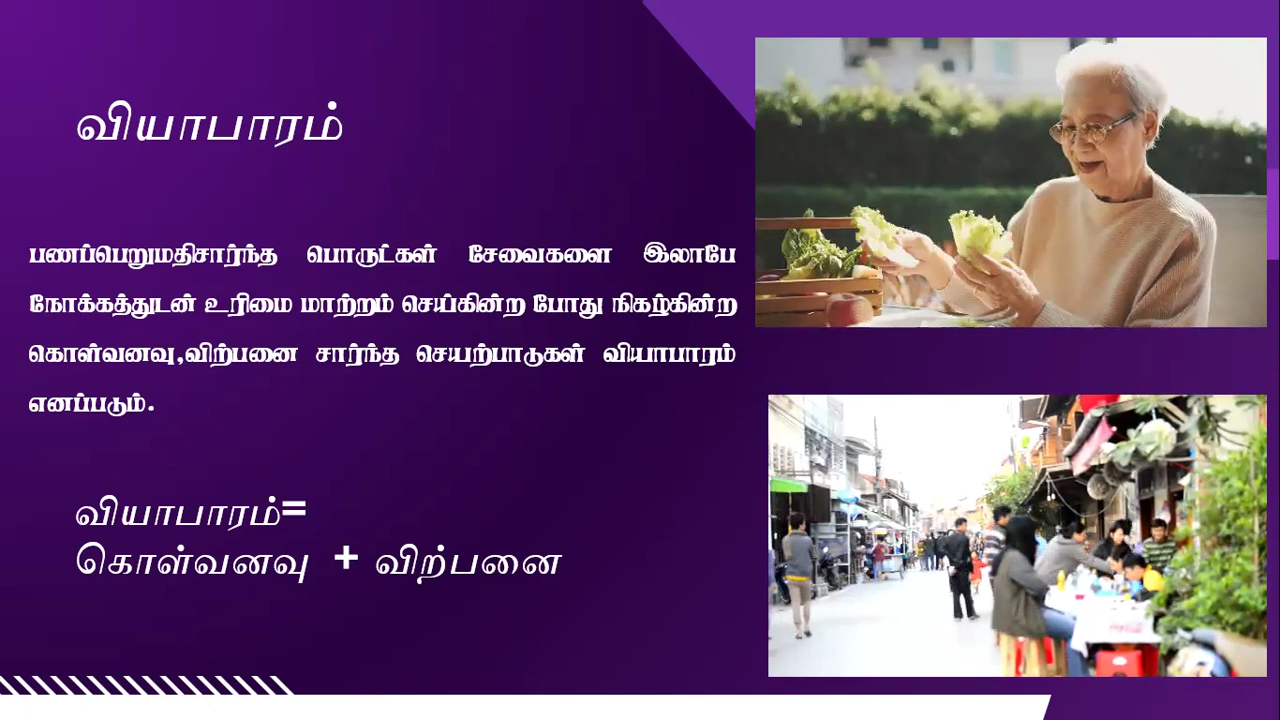 வியாபாரம்
பணப்பெறுமதிசார்ந்த பொருட்கள் சேவைகளை இலாபே
நோக்கத்துடன் உரிமை மாற்றம் செய்கின்ற போது நிகழ்கின்ற
கொள்வனவு,விற்பனை சார்ந்த செயற்பாடுகள் வியாபாரம்
எனப்படும்.
வியாபாரம்=
கொள்வனவு + விற்பனை